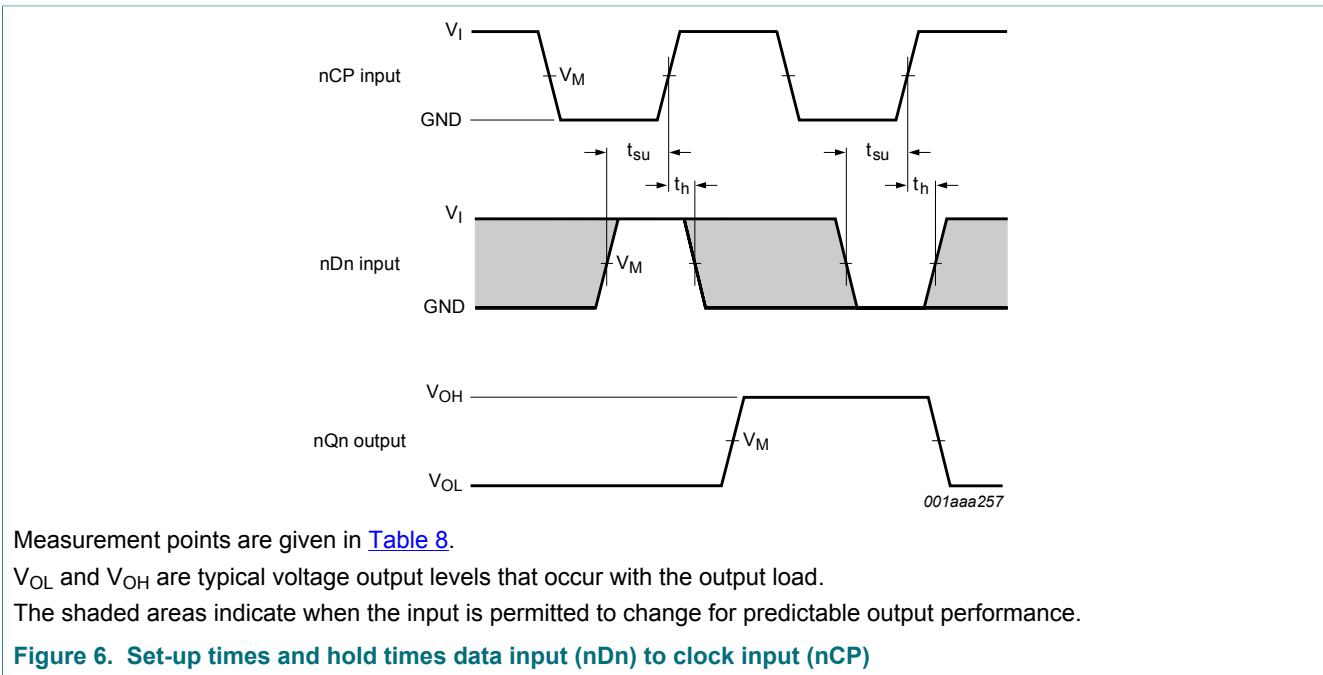 V_I
nCP input
V_M
GND
t_su
t_su
t_h
t_h
V_I
nDn input
V_M
GND
V_OH
nQn output
V_M
V_OL
001aaa257
Measurement points are given in Table 8.
V_OL and V_OH are typical voltage output levels that occur with the output load.
The shaded areas indicate when the input is permitted to change for predictable output performance.
Figure 6. Set-up times and hold times data input (nDn) to clock input (nCP)